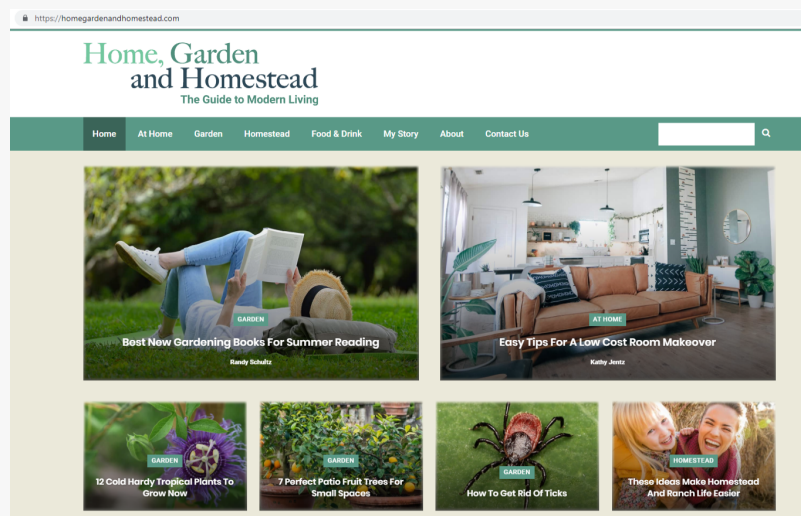 https://homegardenandhomestead.com
Home, Garden
and Homestead
The Guide to Modern Living
Home At Home Garden Homestead Food & Drink My Story About Contact Us
GARDEN
Best New Gardening Books For Summer Reading
Randy Schultz
AT HOME
Easy Tips For A Low Cost Room Makeover
Kathy Jentz
GARDEN
12 Cold Hardy Tropical Plants To
Grow Now
GARDEN
7 Perfect Patio Fruit Trees For
Small Spaces
GARDEN
How To Get Rid Of Ticks
HOMESTEAD
These Ideas Make Homestead
And Ranch Life Easier